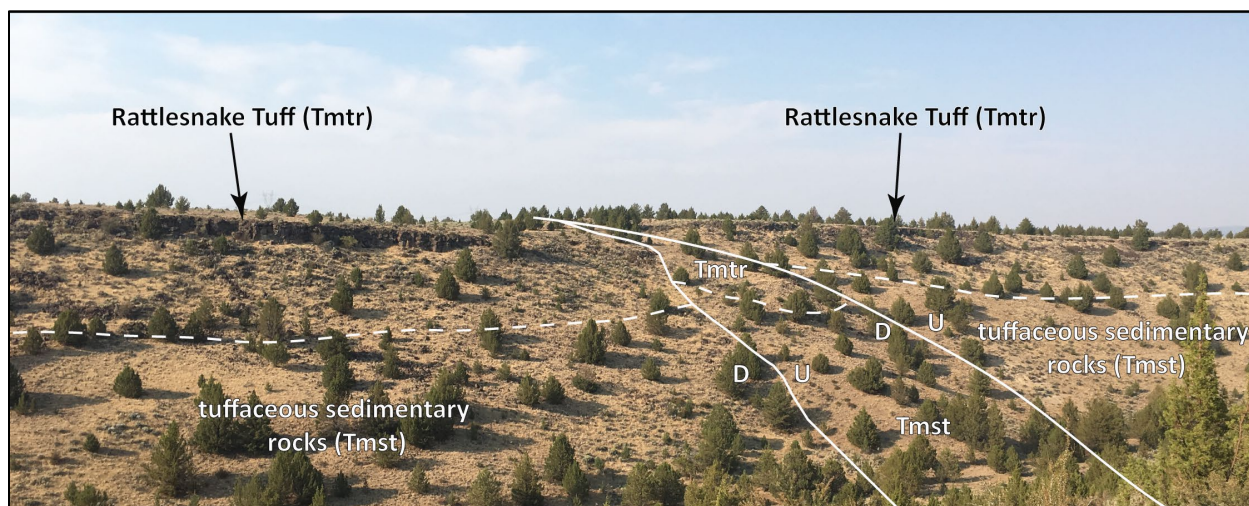 Rattlesnake Tuff (Tmtr)
Rattlesnake Tuff (Tmtr)
Tmtr
D
U
tuffaceous sedimentary
rocks (Tmst)
D
U
tuffaceous sedimentary
rocks (Tmst)
Tmst